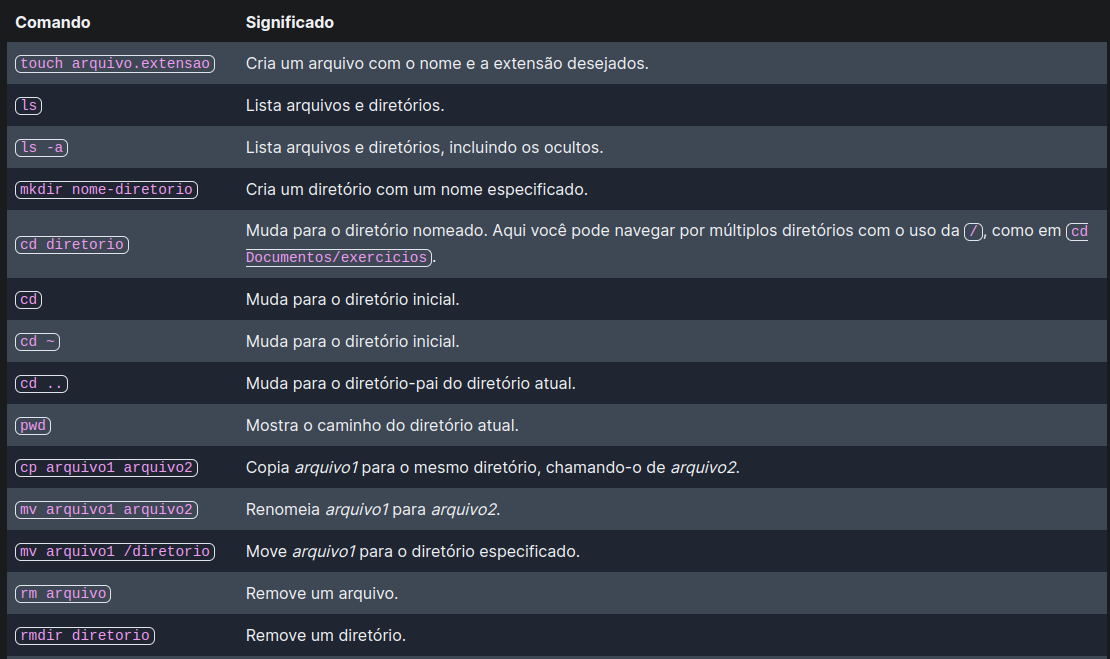 Comando Significado
touch arquivo.extensao Cria um arquivo com o nome e a extensão desejados.
ls Lista arquivos e diretórios.
ls -a Lista arquivos e diretórios, incluindo os ocultos.
mkdir nome-diretorio Cria um diretório com um nome especificado.
cd diretorio Muda para o diretório nomeado. Aqui você pode navegar por múltiplos diretórios com o uso da /, como em cd
Documentos/exercicios.
cd Muda para o diretório inicial.
cd ~ Muda para o diretório inicial.
cd .. Muda para o diretório-pai do diretório atual.
pwd Mostra o caminho do diretório atual.
cp arquivo1 arquivo2 Copia arquivo1 para o mesmo diretório, chamando-o de arquivo2.
mv arquivo1 arquivo2 Renomeia arquivo1 para arquivo2.
mv arquivo1 /diretorio Move arquivo1 para o diretório especificado.
rm arquivo Remove um arquivo.
rmdir diretorio Remove um diretório.